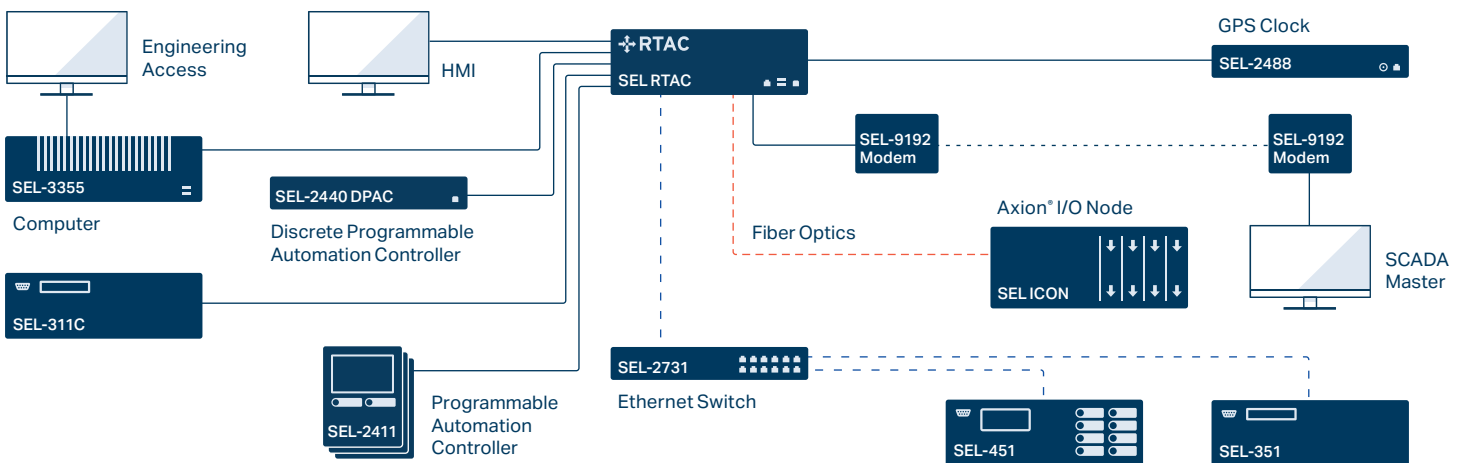 Engineering
Access
HMI
RTAC
SEL RTAC
GPS Clock
SEL-2488
SEL-3355
Computer
SEL-2440 DPAC
Discrete Programmable
Automation Controller
SEL-9192
Modem
SEL-9192
Modem
Fiber Optics
Axion® I/O Node
SEL ICON
SCADA
Master
SEL-311C
SEL-2411
Programmable
Automation
Controller
SEL-2731
Ethernet Switch
SEL-451
SEL-351